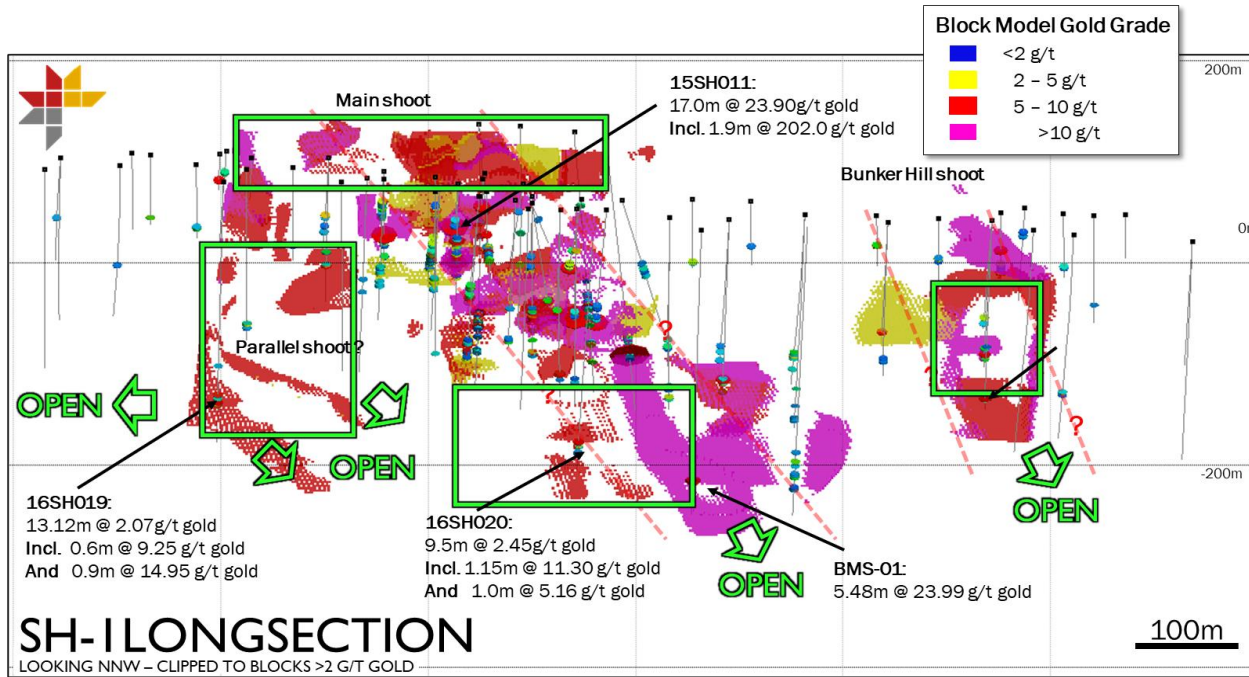 Block Model Gold Grade
<2 g/t
2 – 5 g/t
5 – 10 g/t
>10 g/t
200m
15SH011:
17.0m @ 23.90g/t gold
Incl. 1.9m @ 202.0 g/t gold
Main shoot
Bunker Hill shoot
0m
?
Parallel shoot ?
?
?
OPEN
?
OPEN
-200m
OPEN
16SH019:
13.12m @ 2.07g/t gold
Incl. 0.6m @ 9.25 g/t gold
And 0.9m @ 14.95 g/t gold
16SH020:
9.5m @ 2.45g/t gold
Incl. 1.15m @ 11.30 g/t gold
And 1.0m @ 5.16 g/t gold
OPEN
BMS-01:
5.48m @ 23.99 g/t gold
SH-1 LONGSECTION
LOOKING NNW – CLIPPED TO BLOCKS >2 G/T GOLD
100m